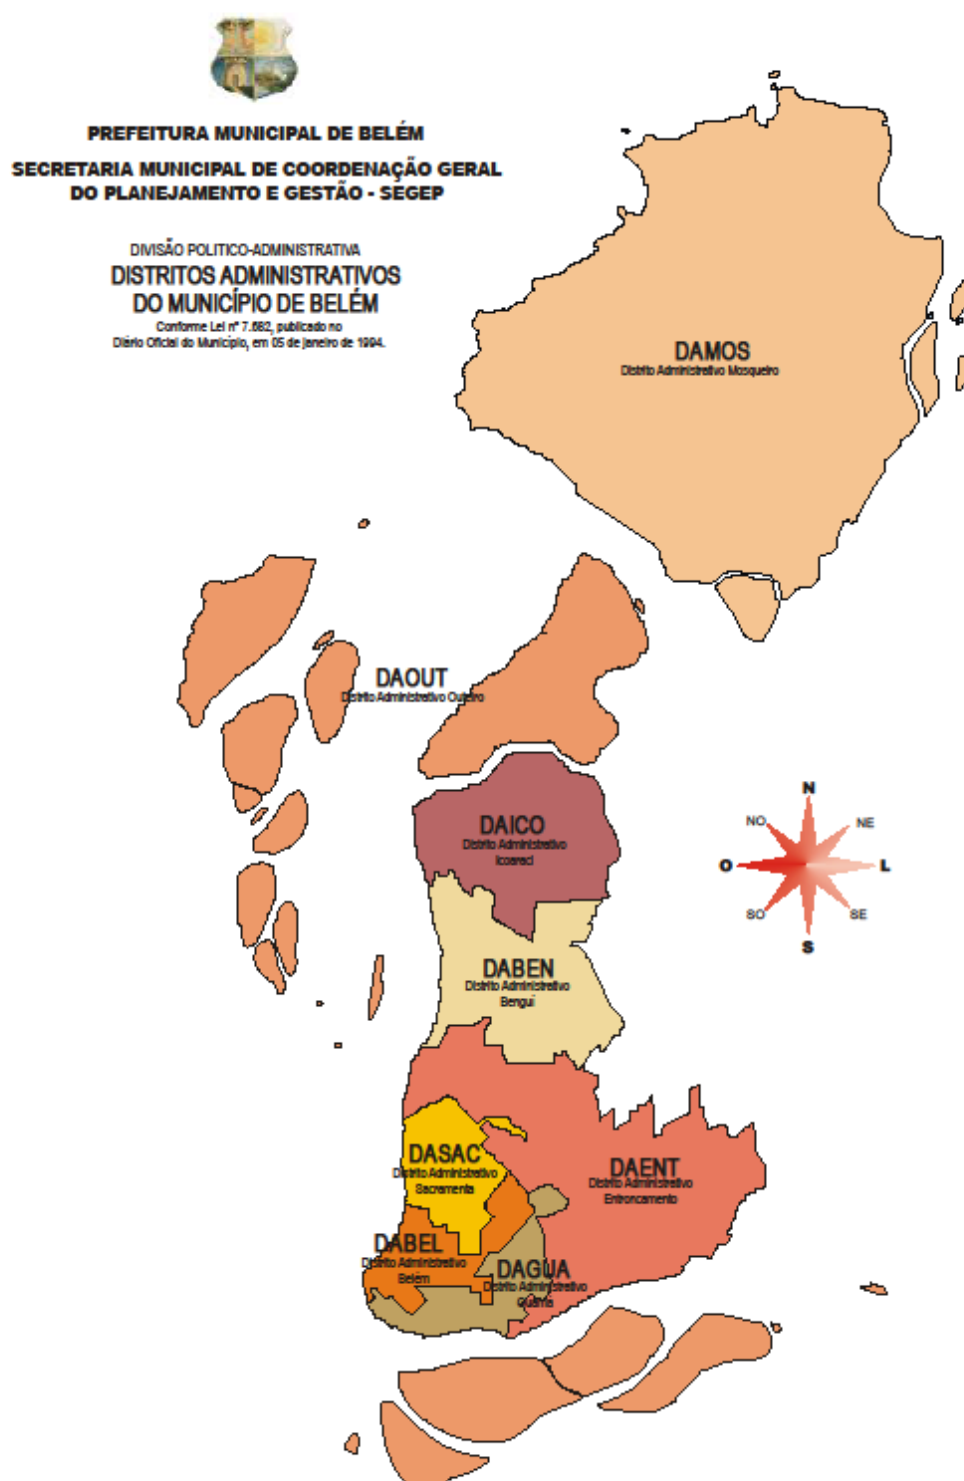 PREFEITURA MUNICIPAL DE BELÉM
SECRETARIA MUNICIPAL DE COORDENAÇÃO GERAL
DO PLANEJAMENTO E GESTÃO - SEGEP
DIVISÃO POLITICO-ADMINISTRATIVA
DISTRITOS ADMINISTRATIVOS
DO MUNICÍPIO DE BELÉM
Conforme Lei nº 7.682, publicado no
Diário Oficial do Município, em 05 de janeiro de 1994.
DAMOS
Distrito Administrativo Mosqueiro
DAOUT
Distrito Administrativo Outeiro
DAICO
Distrito Administrativo
Icoaraci
N
NO
NE
O
L
SO
SE
S
DABEN
Distrito Administrativo
Benguí
DASAC
Distrito Administrativo
Sacramenta
DAENT
Distrito Administrativo
Entroncamento
DABEL
Distrito Administrativo
Belém
DAGUA
Distrito Administrativo
Guamá